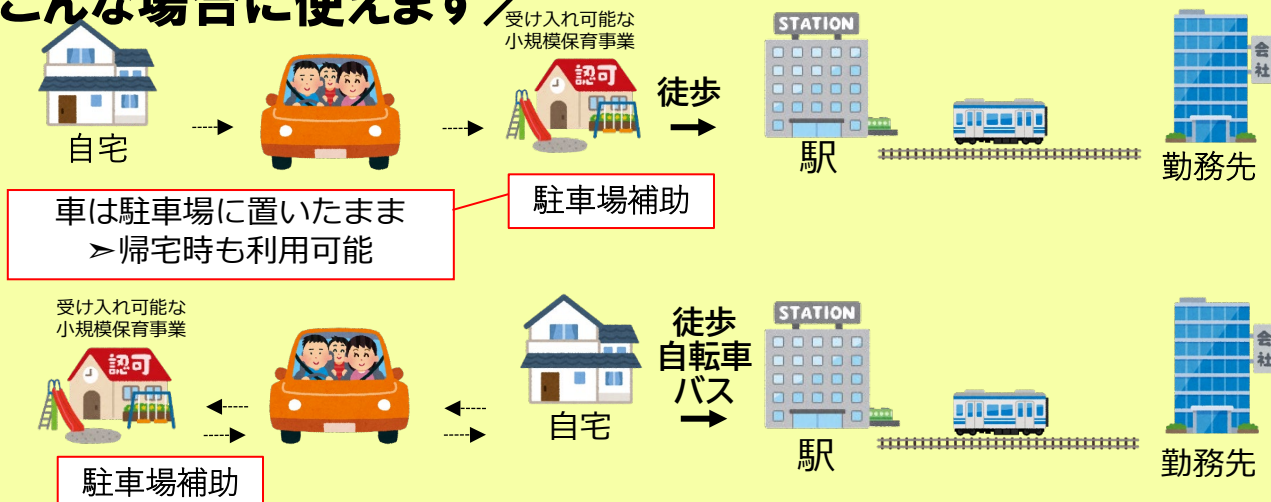 こんな場合に使えます／
受け入れ可能な
小規模保育事業
認可
徒歩
STATION
会社
自宅
駅
勤務先
駐車場補助
車は駐車場に置いたまま
➣帰宅時も利用可能
受け入れ可能な
小規模保育事業
認可
徒歩
自転車
バス
STATION
会社
自宅
駅
勤務先
駐車場補助